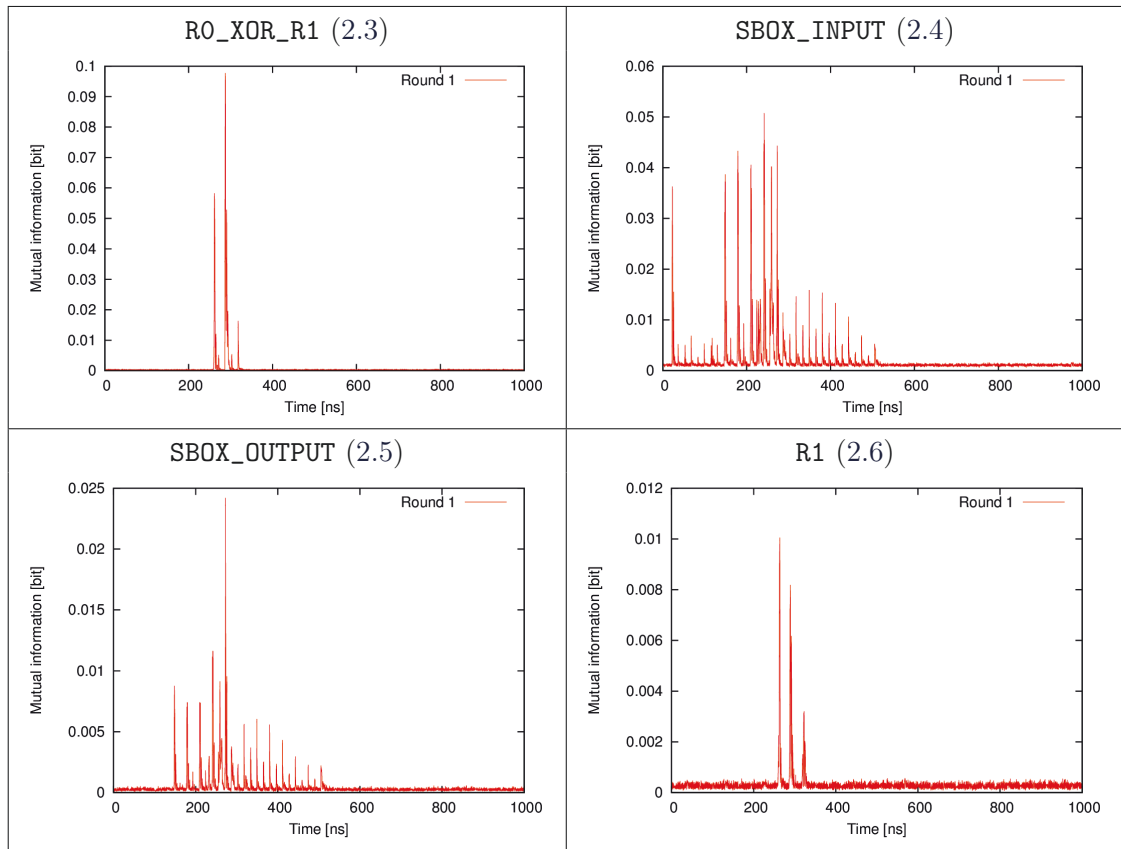 R0_XOR_R1 (2.3)
Round 1
0.1
0.09
0.08
0.07
0.06
0.05
0.04
0.03
0.02
0.01
0
Mutual information [bit]
0 200 400 600 800 1000
Time [ns]
SBOX_INPUT (2.4)
Round 1
0.06
0.05
0.04
0.03
0.02
0.01
0
Mutual information [bit]
0 200 400 600 800 1000
Time [ns]
SBOX_OUTPUT (2.5)
Round 1
0.025
0.02
0.015
0.01
0.005
0
Mutual information [bit]
0 200 400 600 800 1000
Time [ns]
R1 (2.6)
Round 1
0.012
0.01
0.008
0.006
0.004
0.002
0
Mutual information [bit]
0 200 400 600 800 1000
Time [ns]